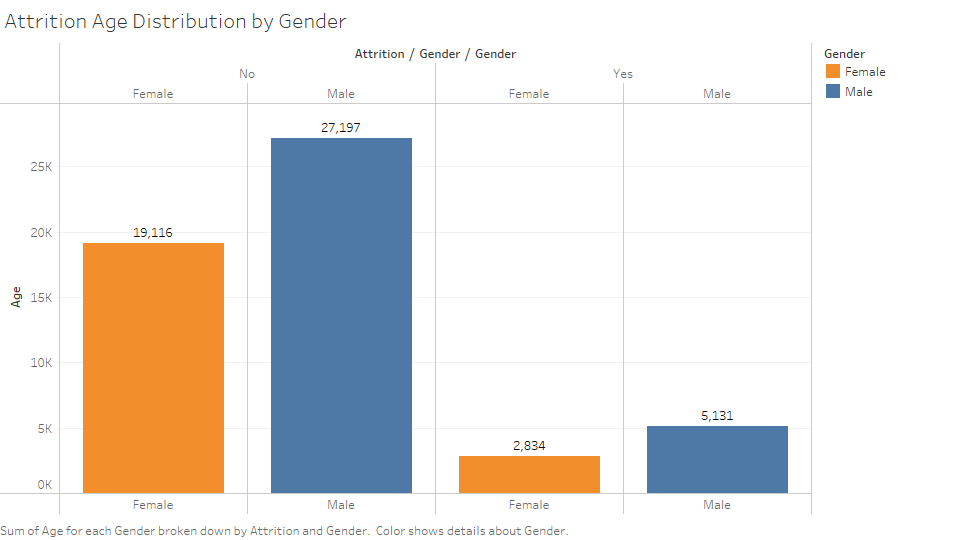 Attrition Age Distribution by Gender
Attrition / Gender / Gender
No
Yes
Female
Male
Female
Male
Gender
Female
Male
27,197
25K
20K
19,116
15K
Age
10K
5K
5,131
2,834
0K
Female
Male
Female
Male
Sum of Age for each Gender broken down by Attrition and Gender. Color shows details about Gender.